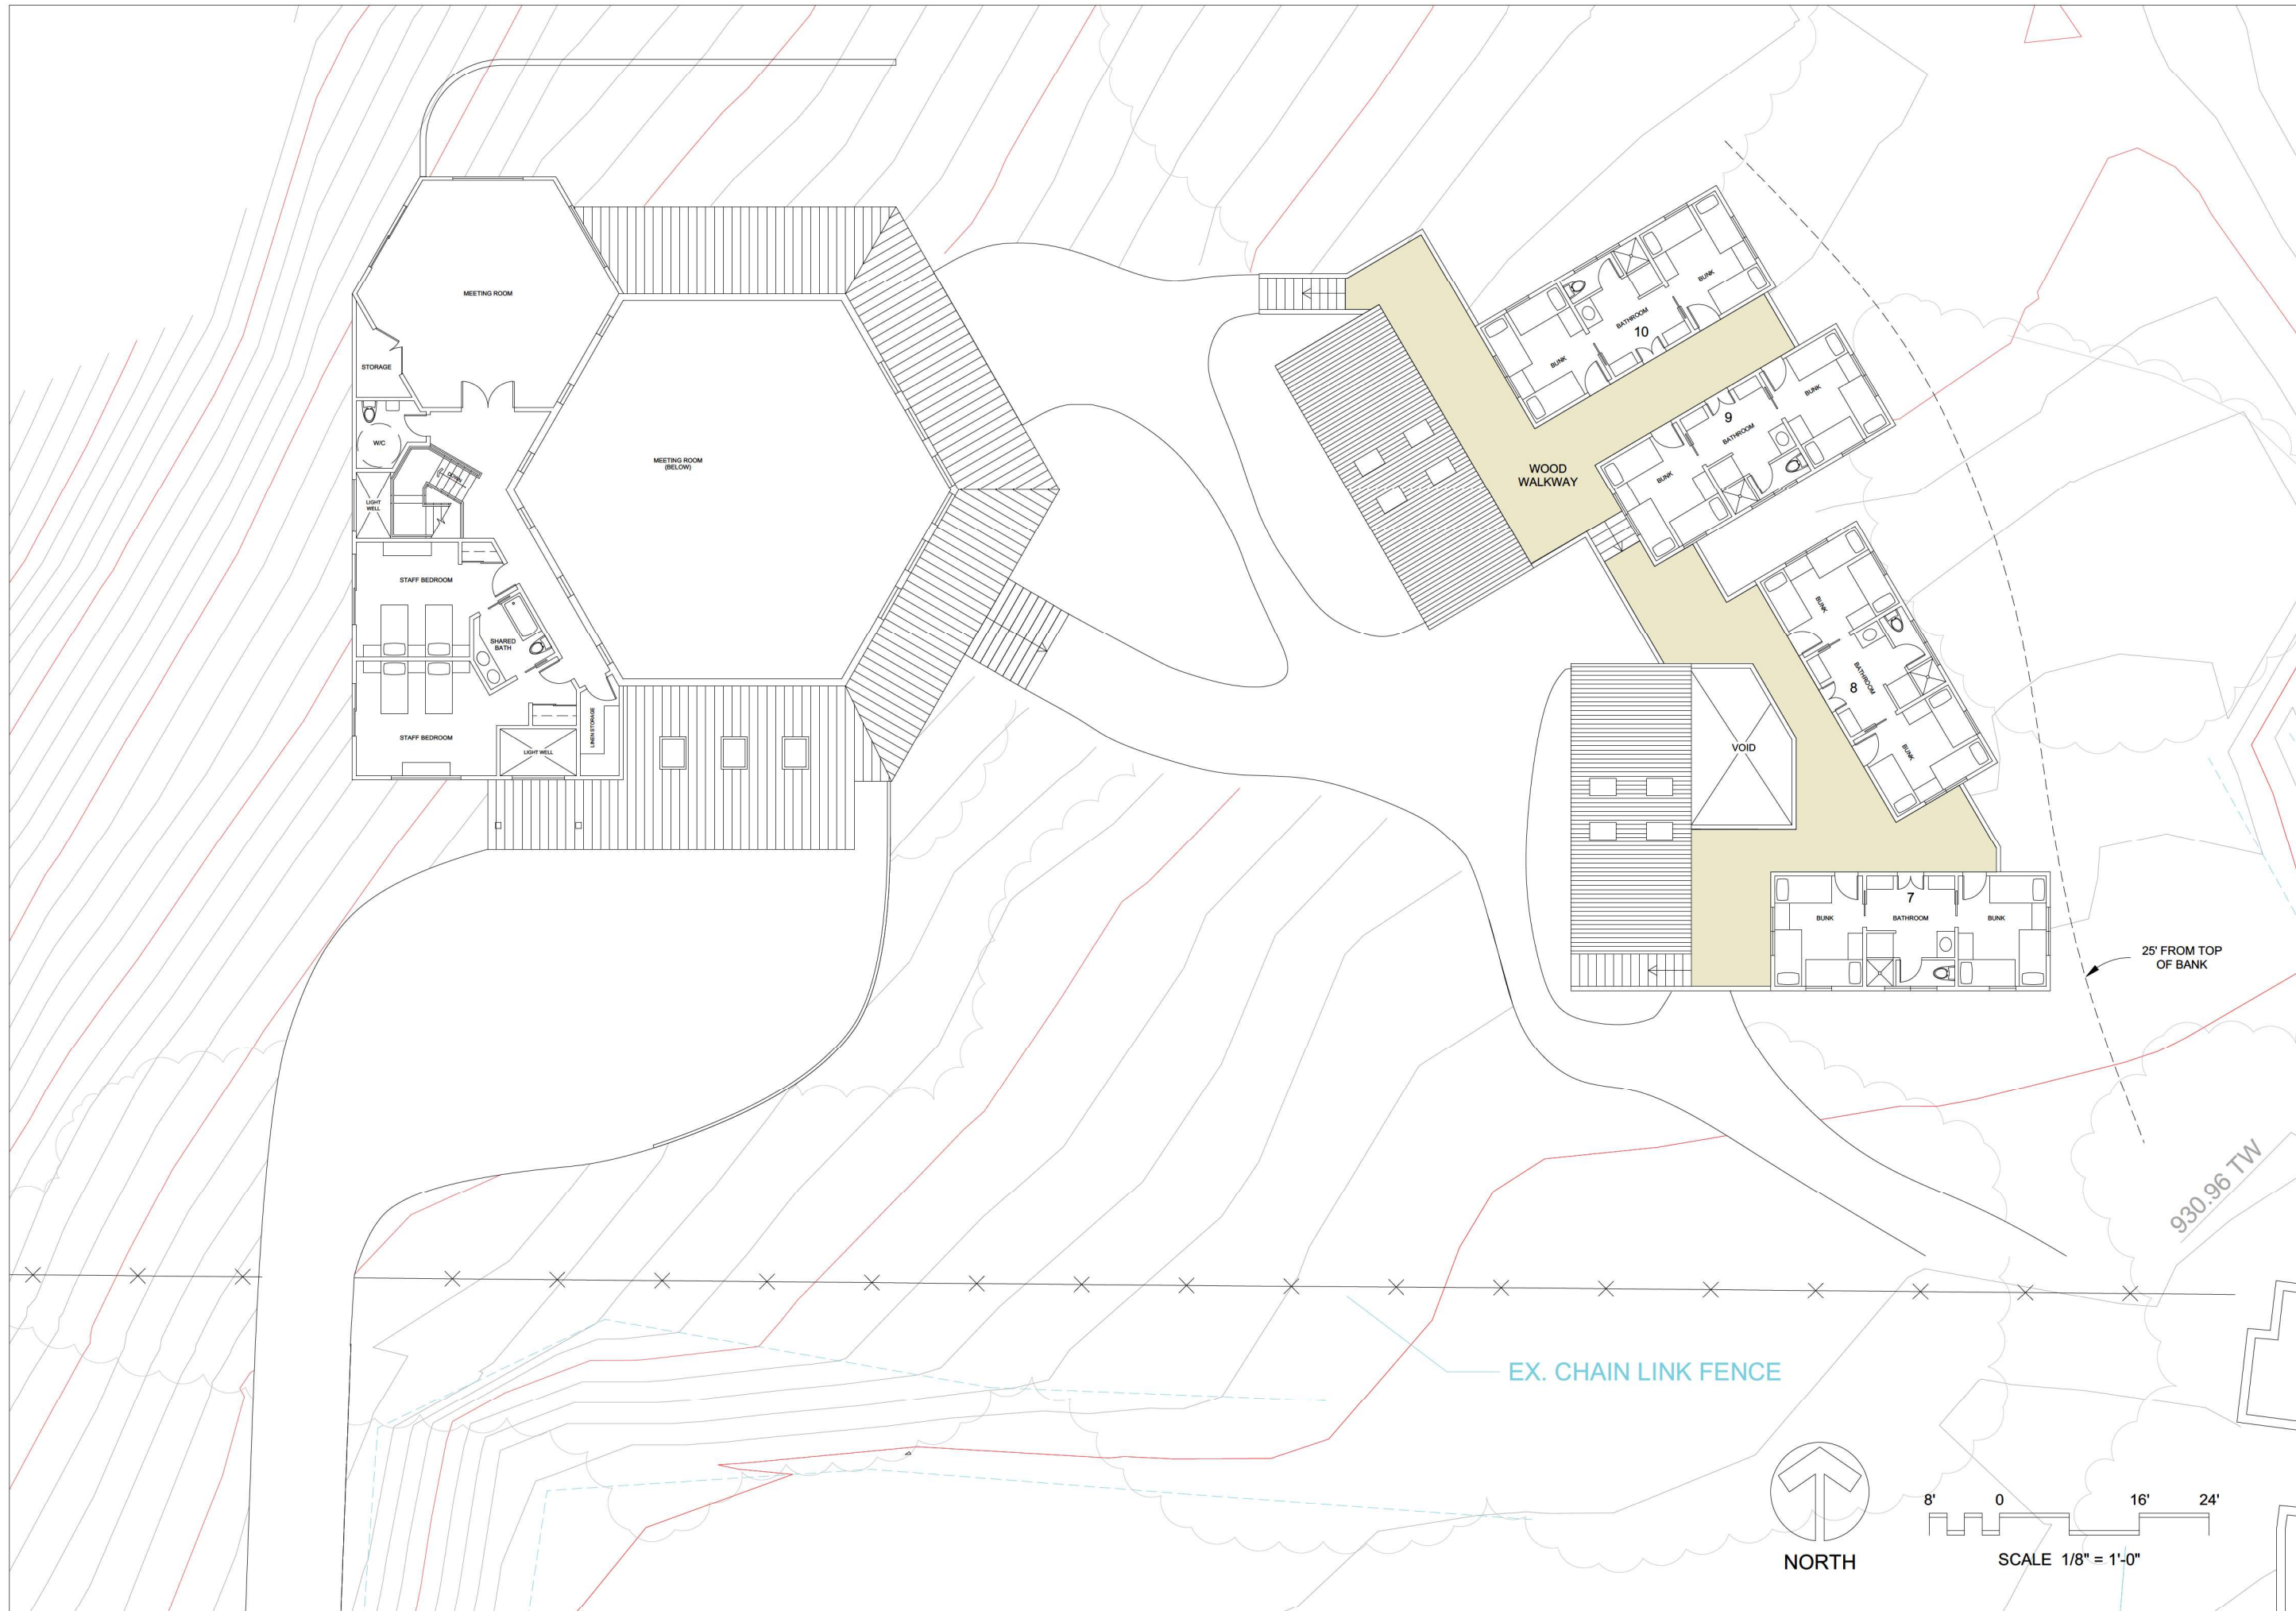 MEETING ROOM
STORAGE
W/C
DOWN
LIGHT
WELL
MEETING ROOM
(BELOW)
STAFF BEDROOM
SHARED
BATH
STAFF BEDROOM
LIGHT WELL
LINEN STORAGE
BUNK
BATHROOM
10
BUNK
BUNK
9
BATHROOM
BUNK
WOOD
WALKWAY
BUNK
BATHROOM
8
BUNK
VOID
7
BUNK
BATHROOM
BUNK
25' FROM TOP
OF BANK
930.96 TW
EX. CHAIN LINK FENCE
NORTH
8' 0 16' 24'
SCALE 1/8" = 1'-0"